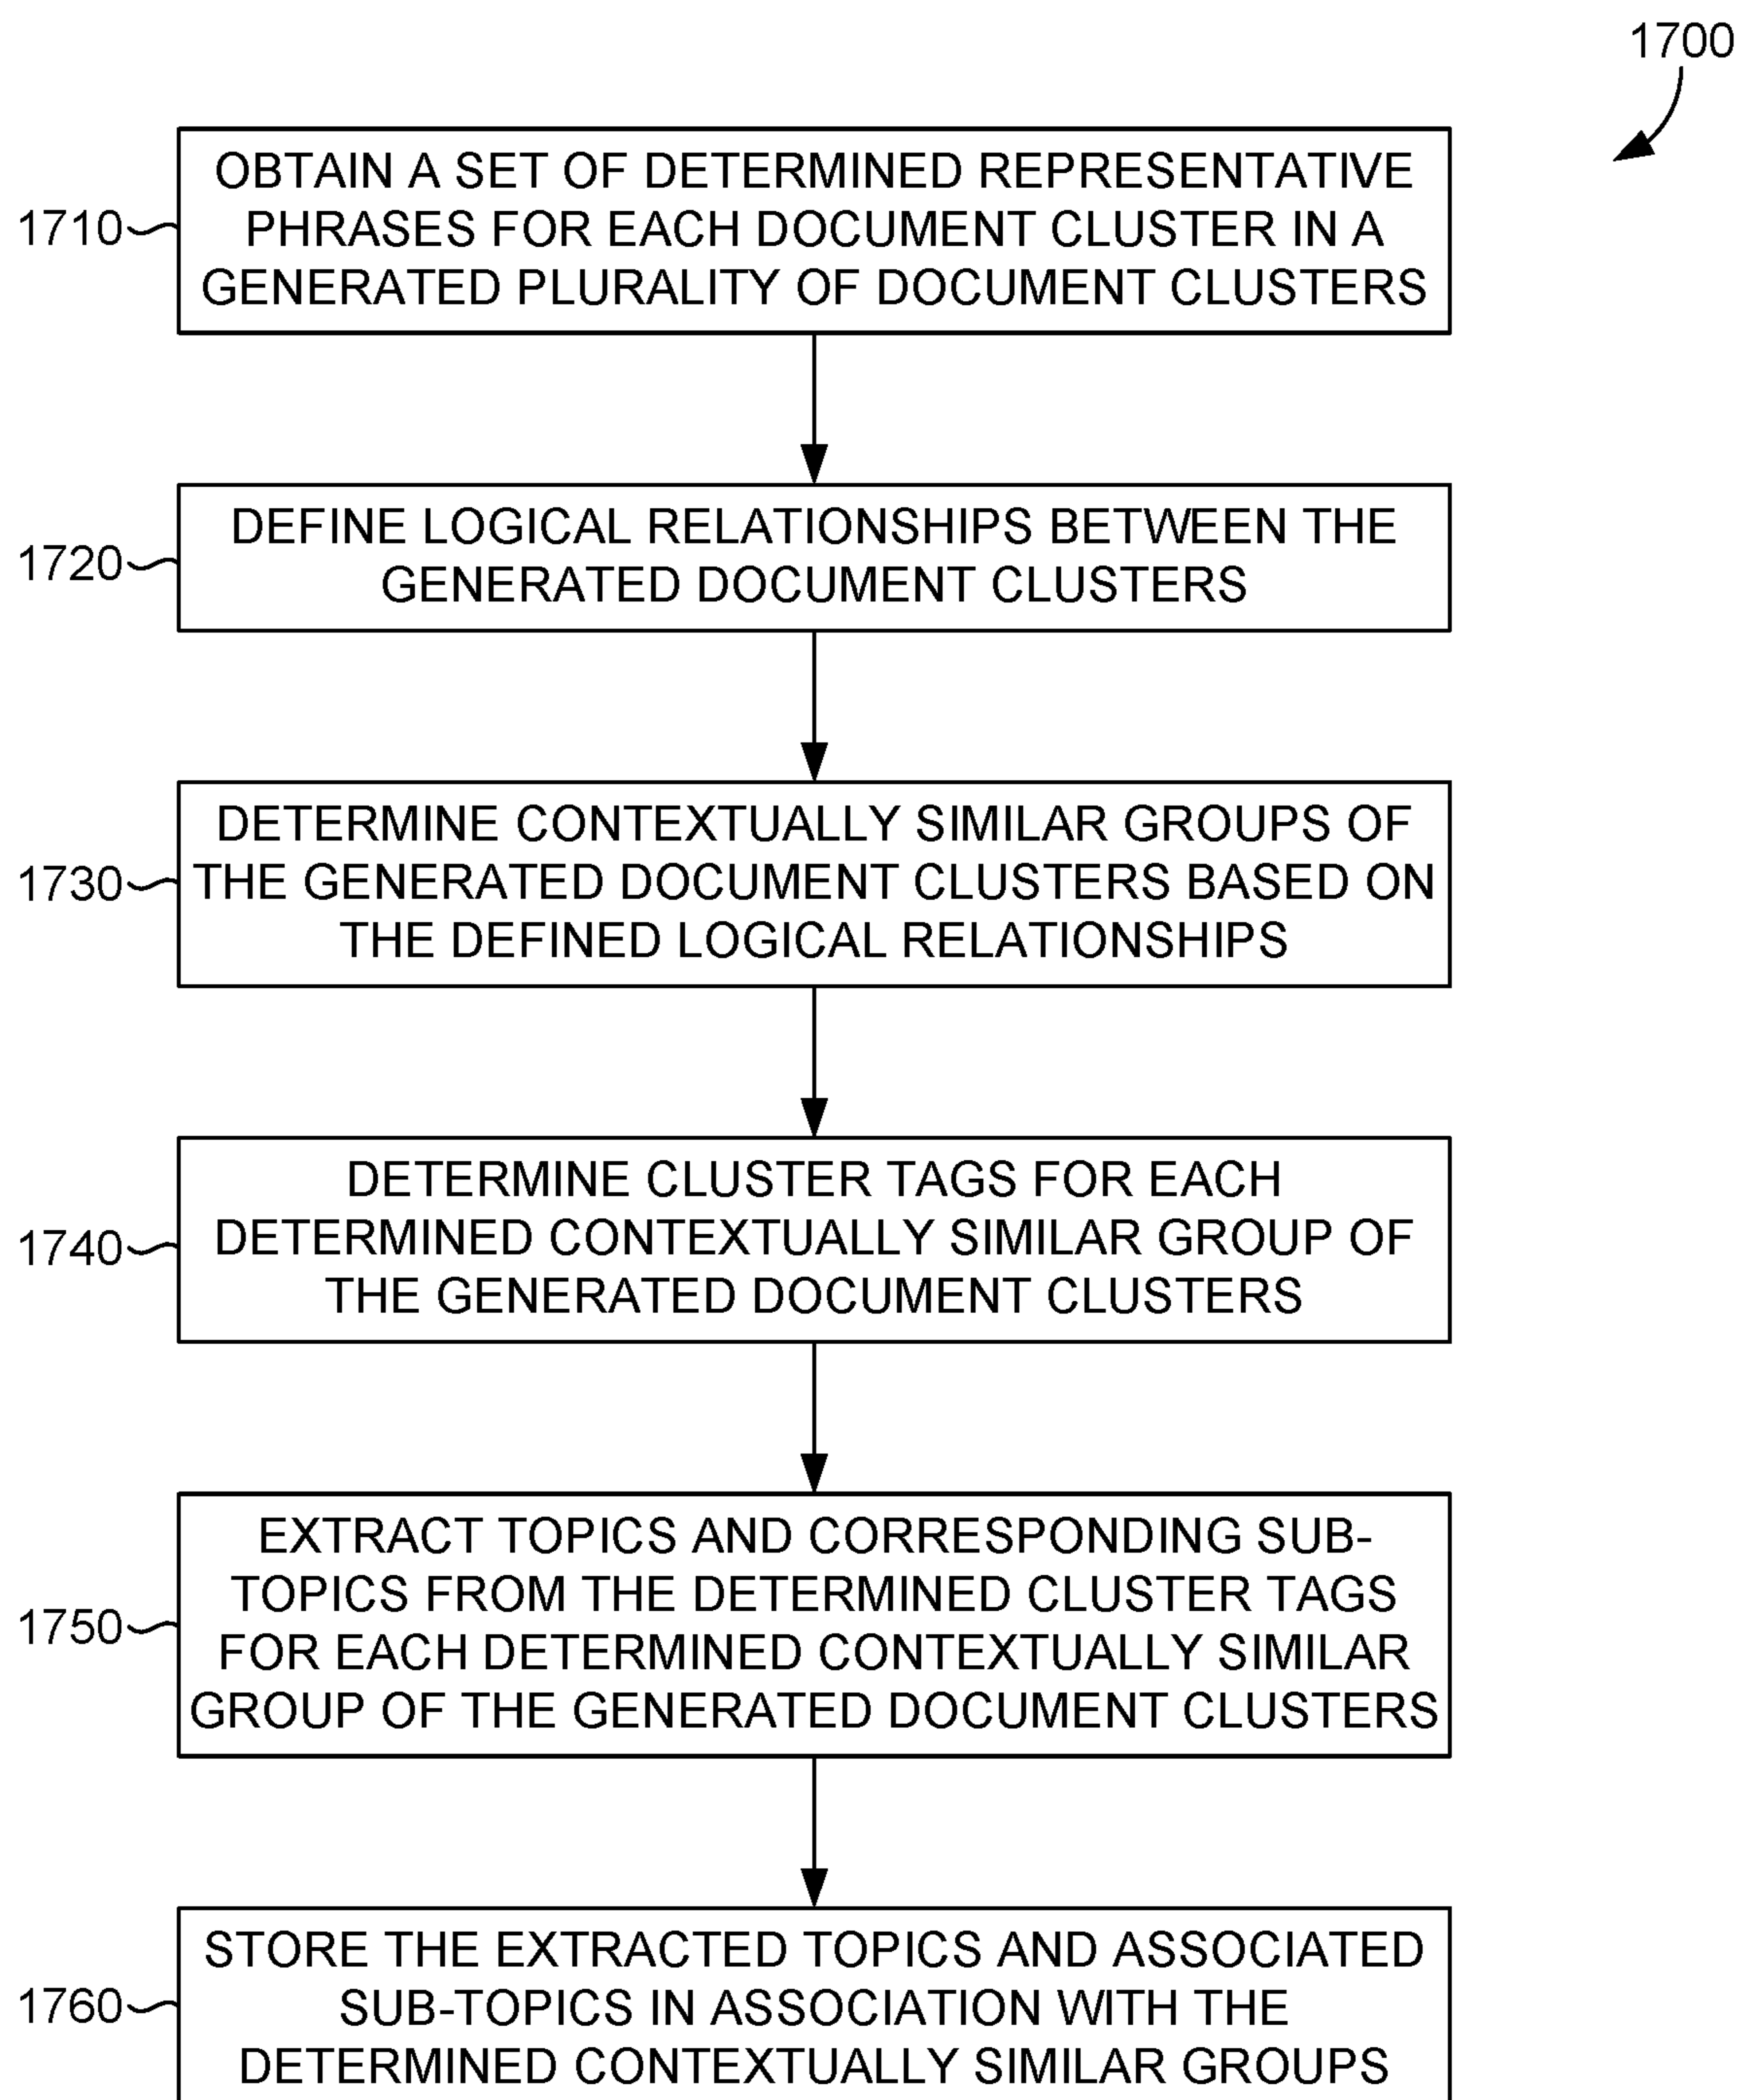 1700
OBTAIN A SET OF DETERMINED REPRESENTATIVE
PHRASES FOR EACH DOCUMENT CLUSTER IN A
GENERATED PLURALITY OF DOCUMENT CLUSTERS
1710
DEFINE LOGICAL RELATIONSHIPS BETWEEN THE
GENERATED DOCUMENT CLUSTERS
1720
DETERMINE CONTEXTUALLY SIMILAR GROUPS OF
THE GENERATED DOCUMENT CLUSTERS BASED ON
THE DEFINED LOGICAL RELATIONSHIPS
1730
DETERMINE CLUSTER TAGS FOR EACH
DETERMINED CONTEXTUALLY SIMILAR GROUP OF
THE GENERATED DOCUMENT CLUSTERS
1740
EXTRACT TOPICS AND CORRESPONDING SUB-
TOPICS FROM THE DETERMINED CLUSTER TAGS
FOR EACH DETERMINED CONTEXTUALLY SIMILAR
GROUP OF THE GENERATED DOCUMENT CLUSTERS
1750
STORE THE EXTRACTED TOPICS AND ASSOCIATED
SUB-TOPICS IN ASSOCIATION WITH THE
DETERMINED CONTEXTUALLY SIMILAR GROUPS
1760